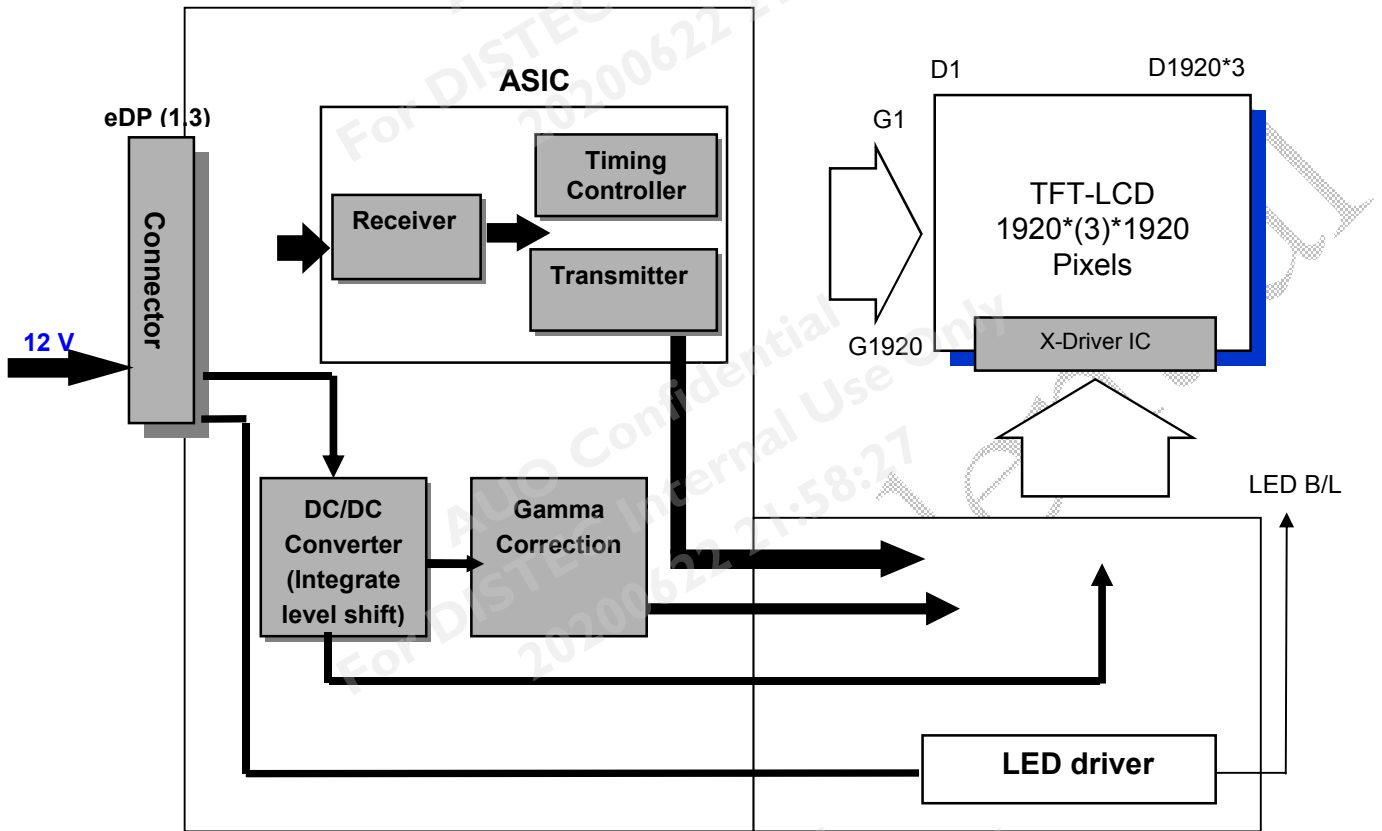 ASIC
eDP (1.3)
Connector
12 V
Receiver
Timing
Controller
Transmitter
DC/DC
Converter
(Integrate
level shift)
Gamma
Correction
D1
D1920*3
G1
G1920
TFT-LCD
1920*(3)*1920
Pixels
X-Driver IC
LED B/L
LED driver
For DISTEC
20200622 21
AUO Confidential
For DISTEC Internal Use Only
20200622 21:58:27